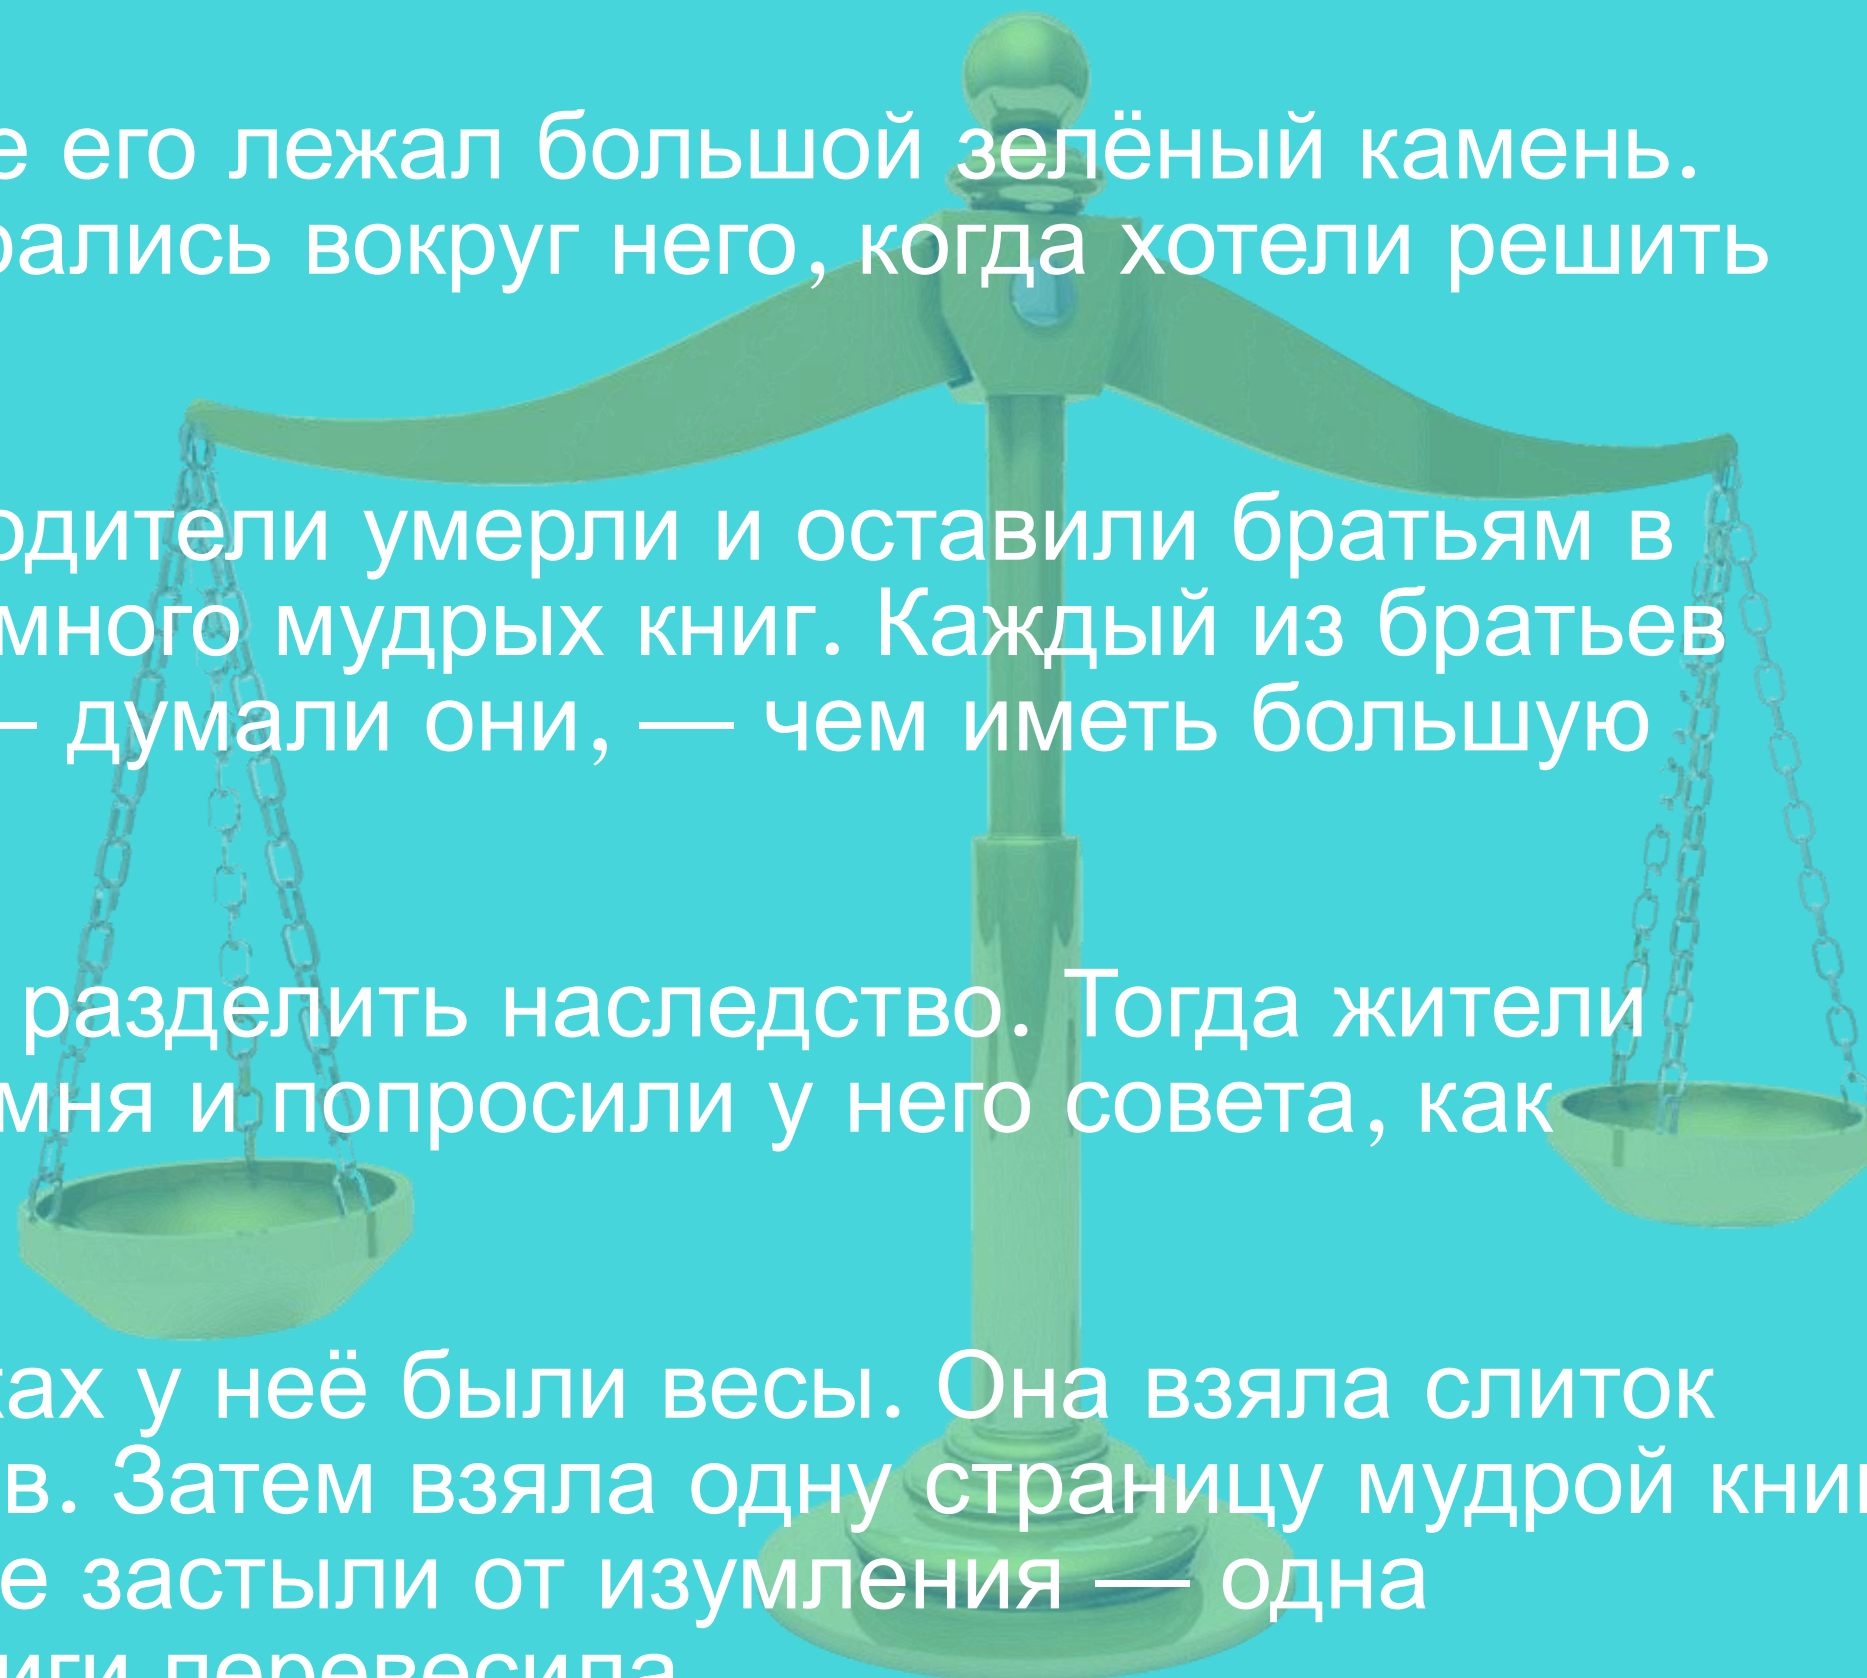 е его лежал большой зелёный камень.
рались вокруг него, когда хотели решить
одители умерли и оставили братьям в
много мудрых книг. Каждый из братьев
— думали они, — чем иметь большую
разделить наследство. Тогда жители
мня и попросили у него совета, как
ах у неё были весы. Она взяла слиток
в. Затем взяла одну страницу мудрой кни
е застыли от изумления — одна
иги перевесила